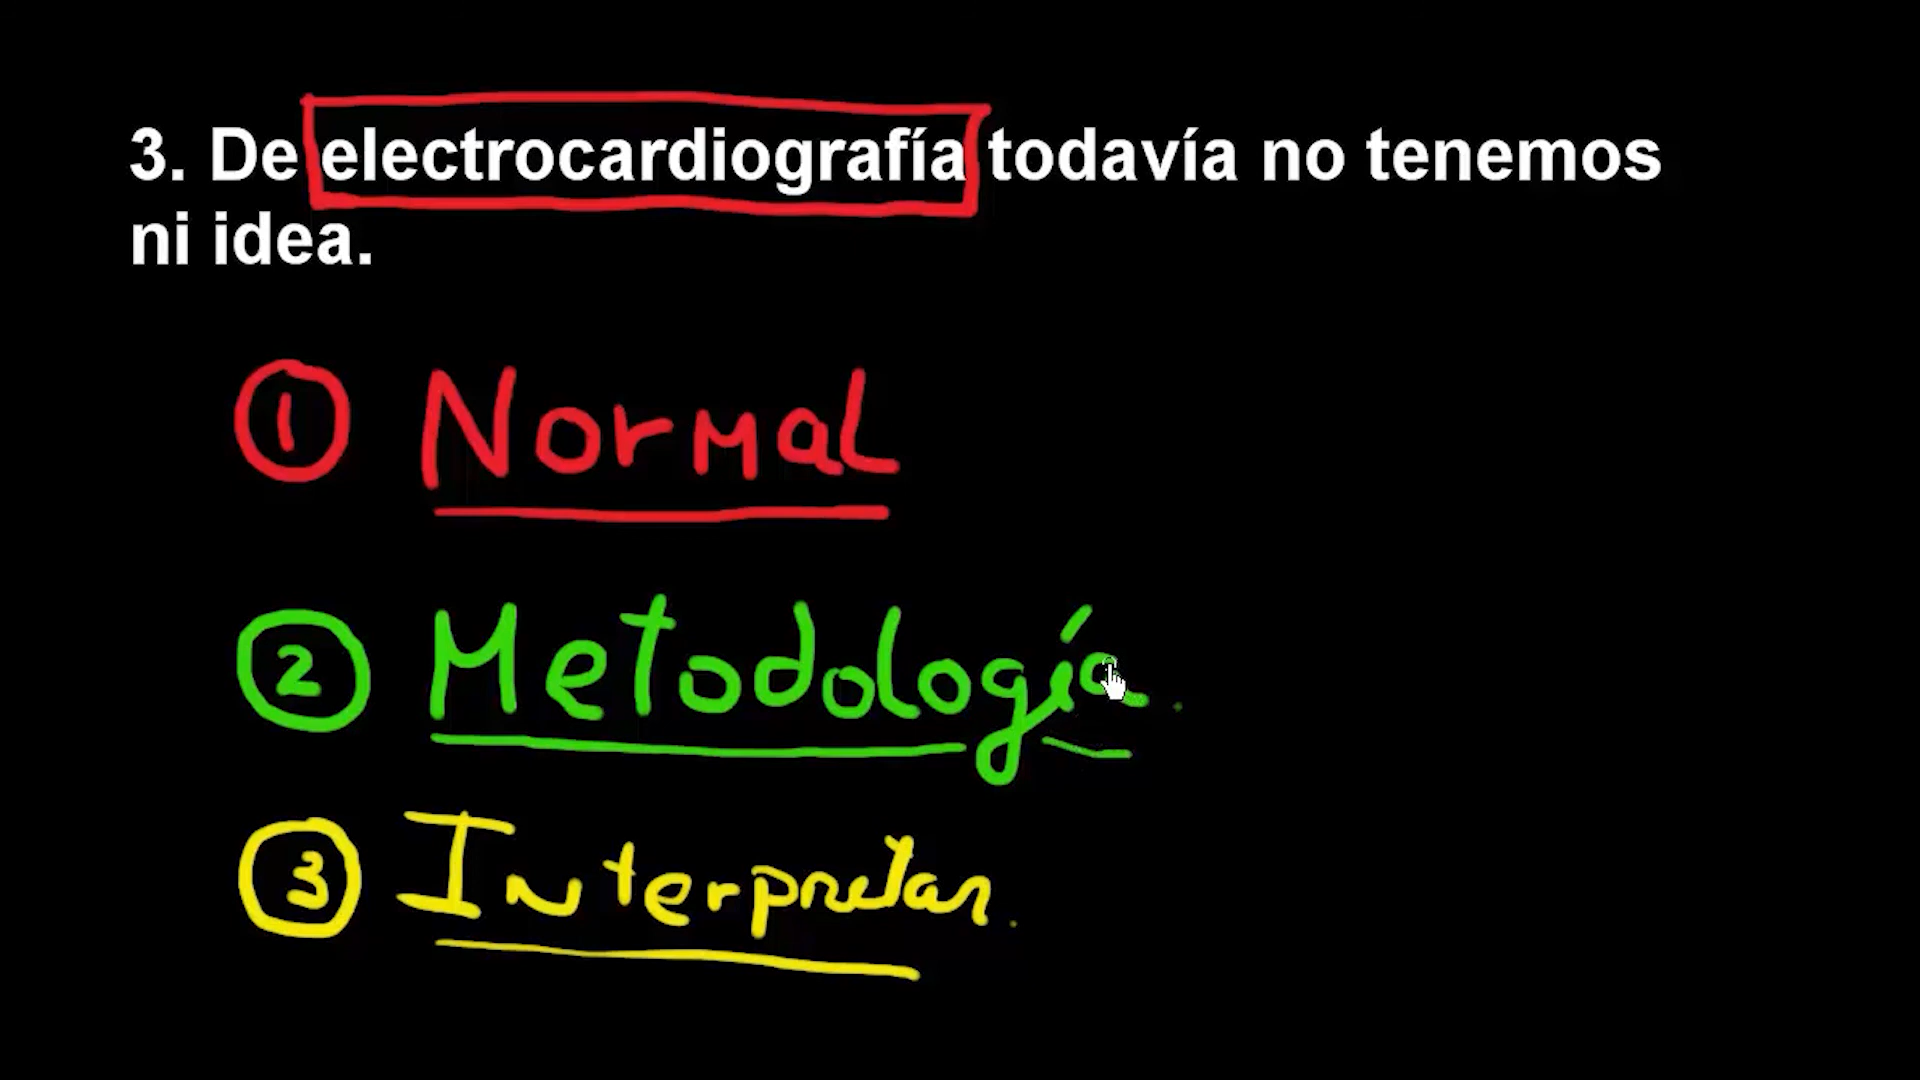 3. De electrocardiografía todavía no tenemos
ni idea.
1 Normal
2 Metodología.
3 Interpretar.